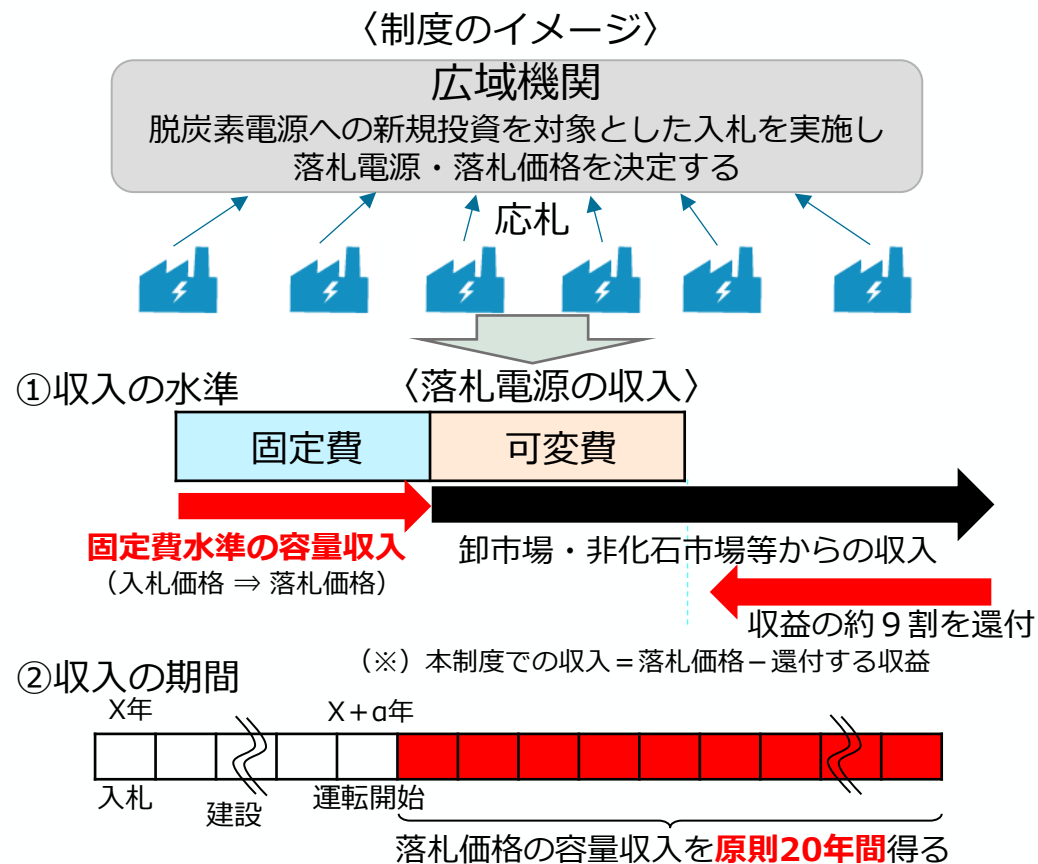 〈制度のイメージ〉
広域機関
脱炭素電源への新規投資を対象とした入札を実施し
落札電源・落札価格を決定する
応札
①収入の水準
〈落札電源の収入〉
固定費
可変費
固定費水準の容量収入
（入札価格 ⇒ 落札価格）
卸市場・非化石市場等からの収入
収益の約９割を還付
（※）本制度での収入＝落札価格－還付する収益
②収入の期間
X年
X＋α年
入札
建設
運転開始
落札価格の容量収入を原則20年間得る